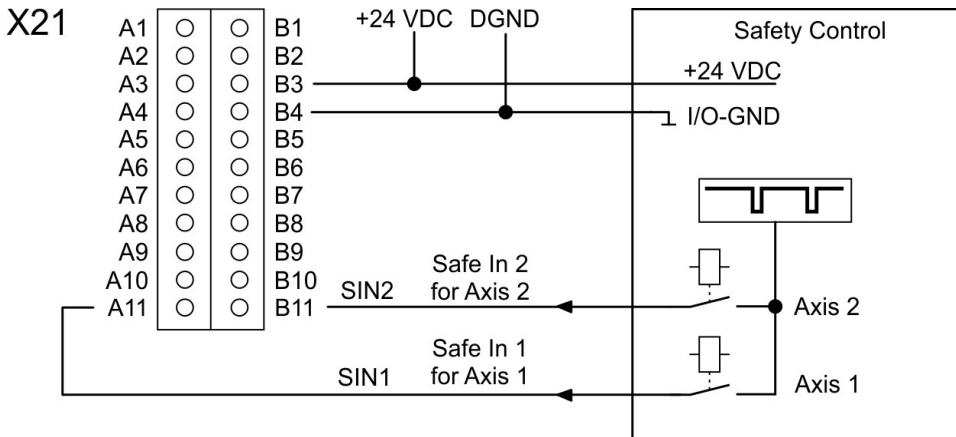 X21
+24 VDC DGND
Safety Control
A1 B1
A2 B2
A3 B3
+24 VDC
A4 B4
I/O-GND
A5 B5
A6 B6
A7 B7
A8 B8
A9 B9
A10 B10
A11 B11
SIN2
Safe In 2
for Axis 2
Axis 2
SIN1
Safe In 1
for Axis 1
Axis 1